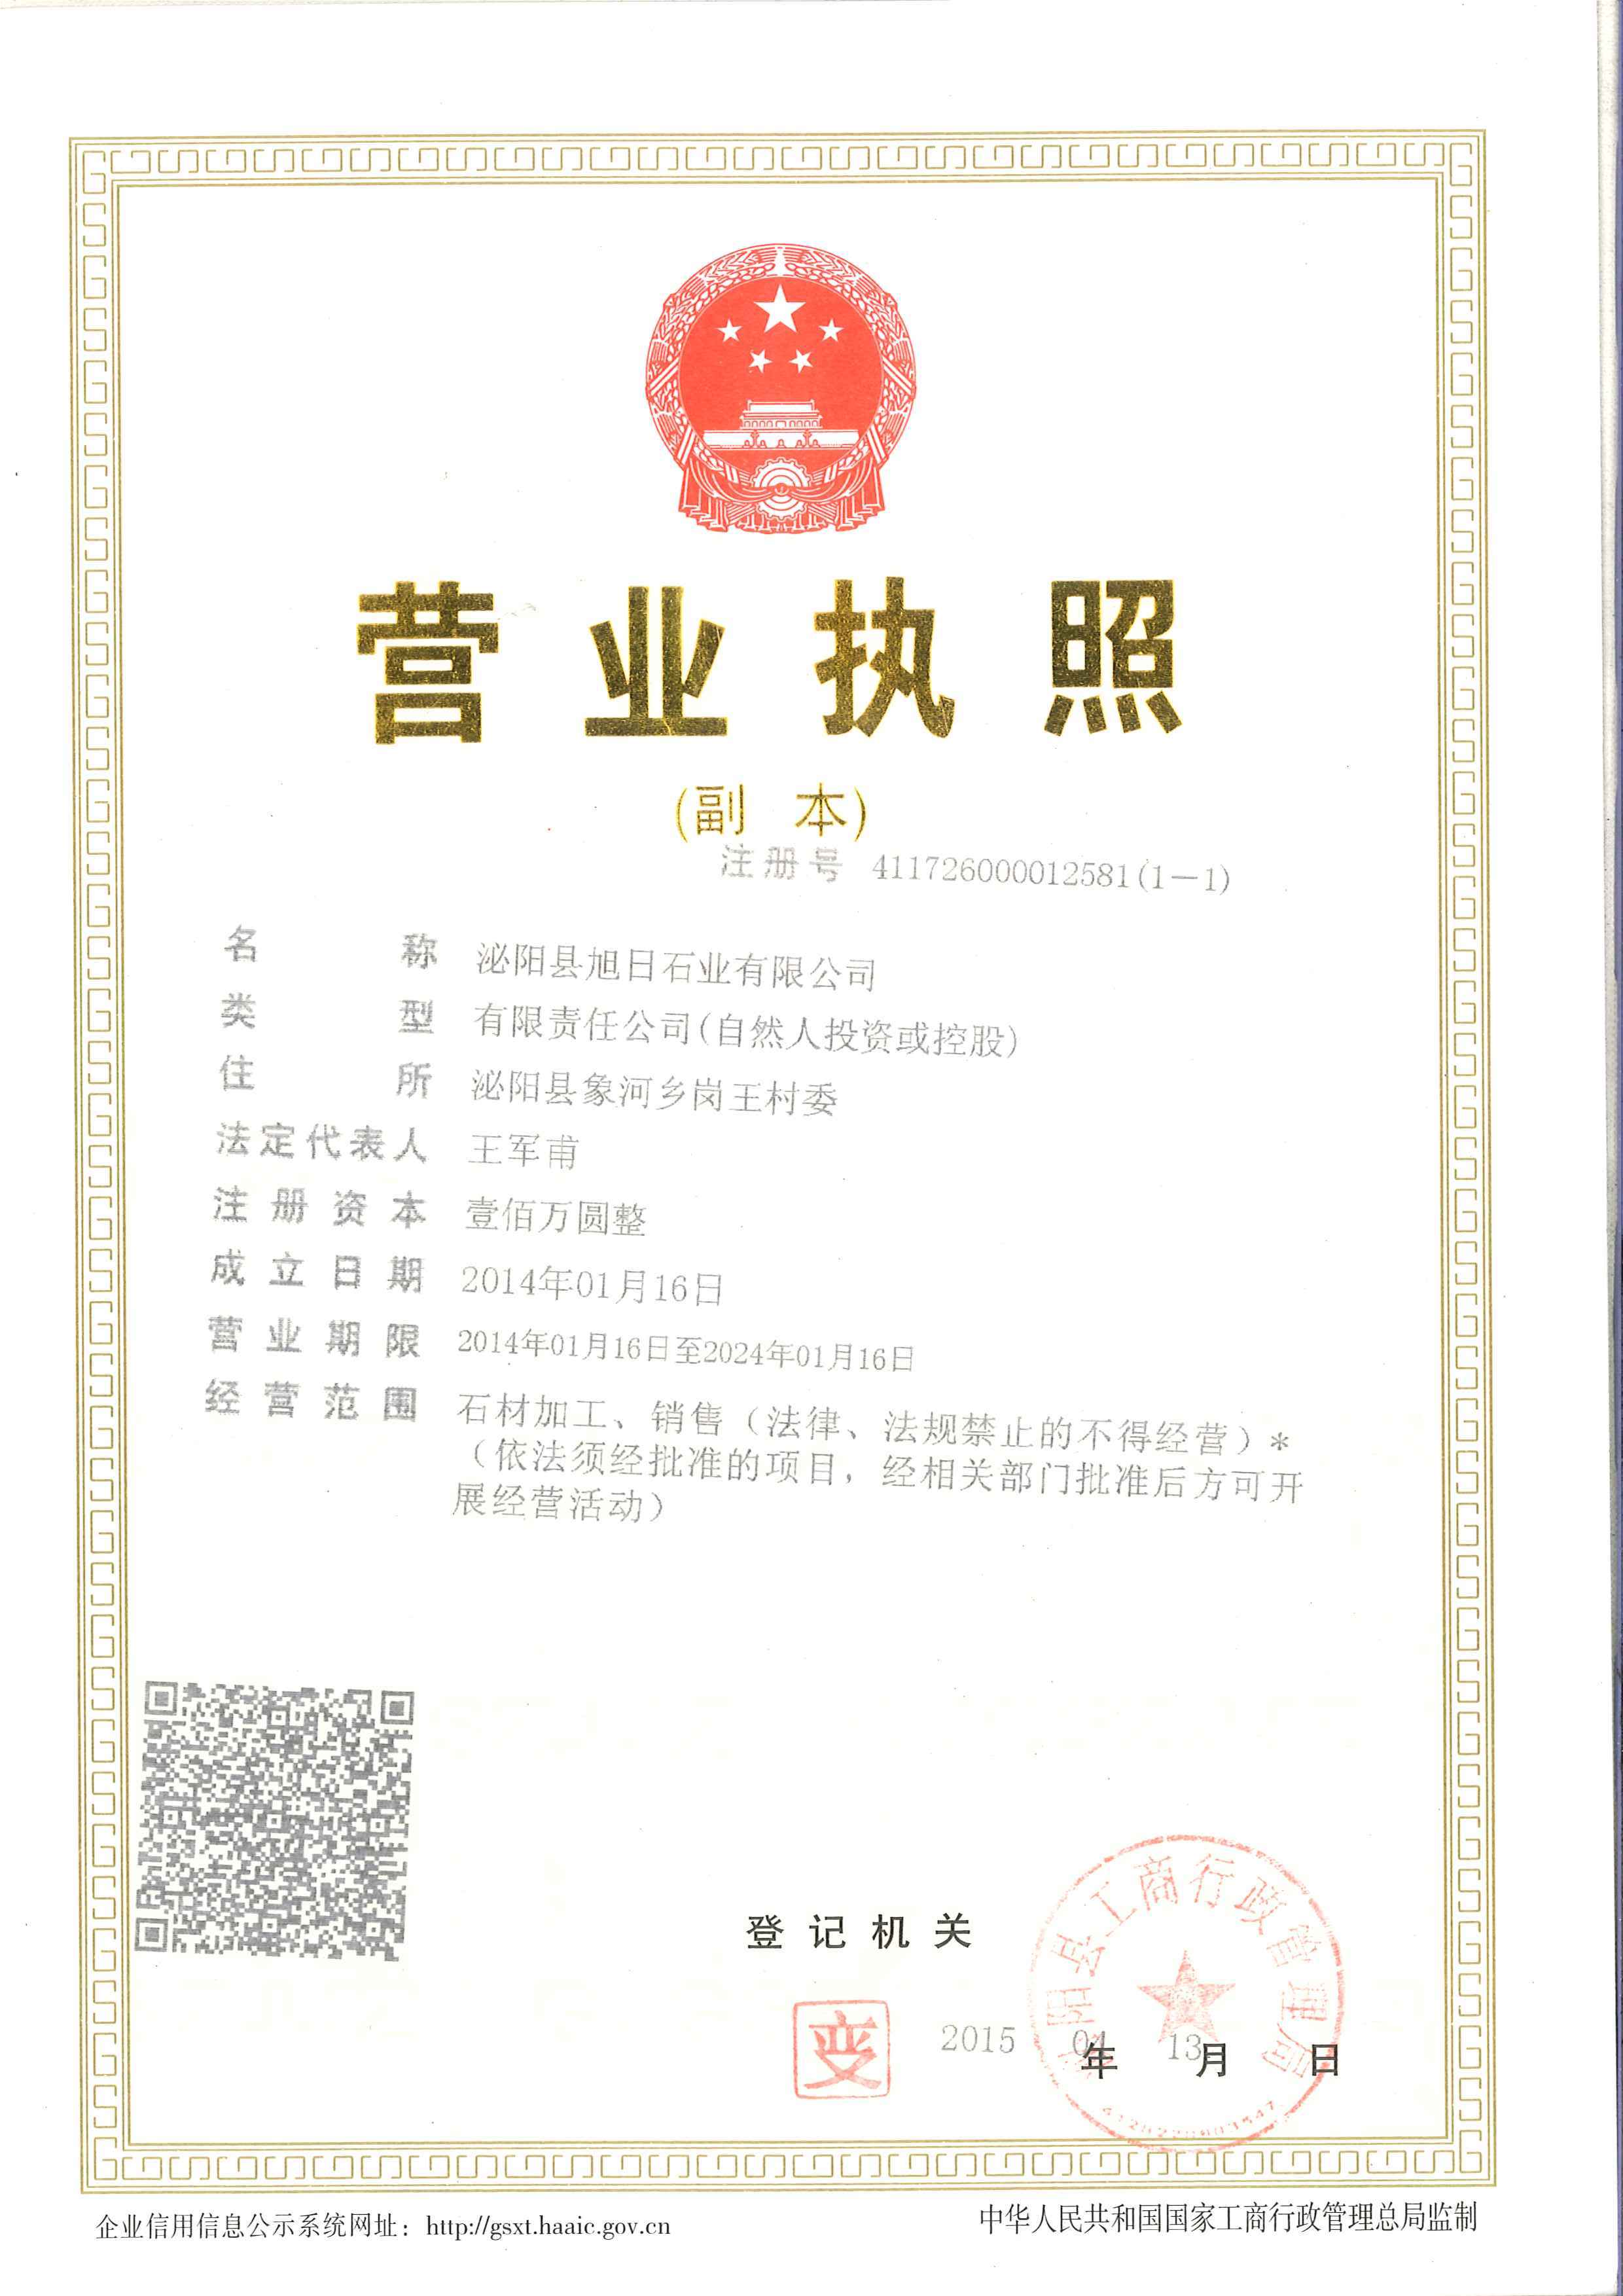 营业执照
(副 本)
注册号 411726000012581(1-1)
名称 泌阳县旭日石业有限公司
类型 有限责任公司(自然人投资或控股)
住所 泌阳县象河乡岗王村委
法定代表人 王军甫
注册资本 壹佰万圆整
成立日期 2014年01月16日
营业期限 2014年01月16日至2024年01月16日
经营范围 石材加工、销售（法律、法规禁止的不得经营）*
（依法须经批准的项目，经相关部门批准后方可开
展经营活动）
泌阳县工商行政管理局
登记机关
变
2015 年 04 月 13 日
企业信用信息公示系统网址：http://gsxt.haaic.gov.cn
中华人民共和国国家工商行政管理总局监制